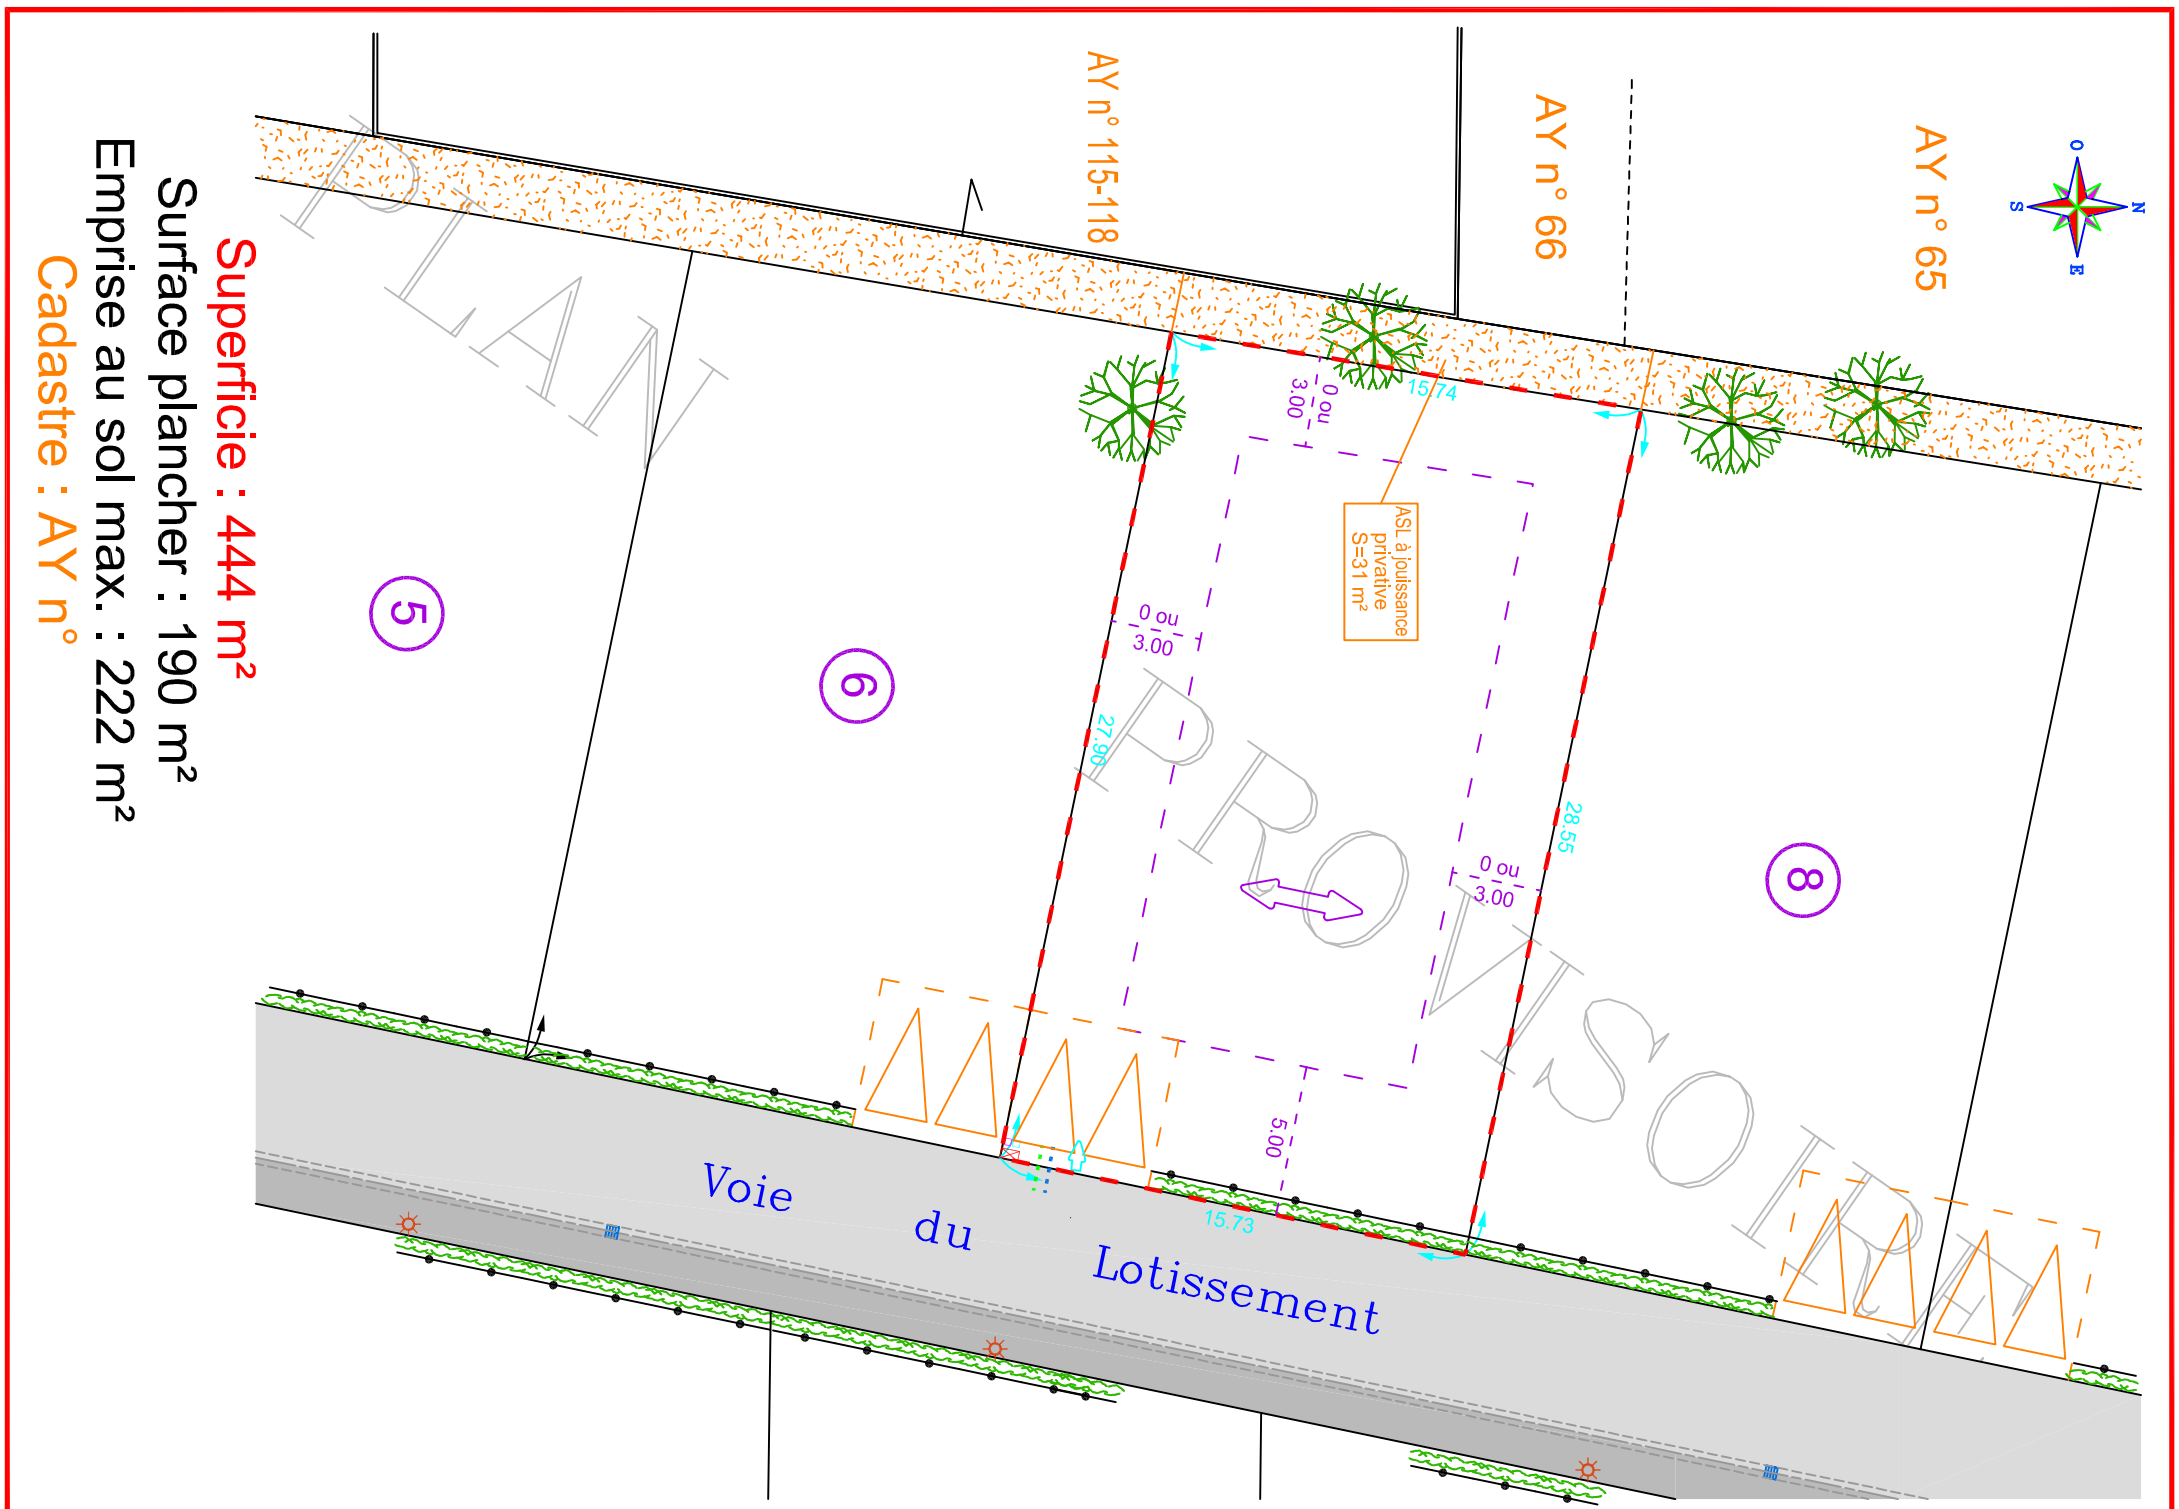 AY n° 115-118
AY n° 66
AY n° 65
O
N
S
E
PLAN
PROVISOIRE
Superficie : 444 m²
Surface plancher : 190 m²
Emprise au sol max. : 222 m²
Cadastre : AY n°
5
6
8
0 ou
3.00
15.74
ASL à jouissance
privative
S=31 m²
0 ou
3.00
27.90
28.55
0 ou
3.00
5.00
15.73
Voie du Lotissement